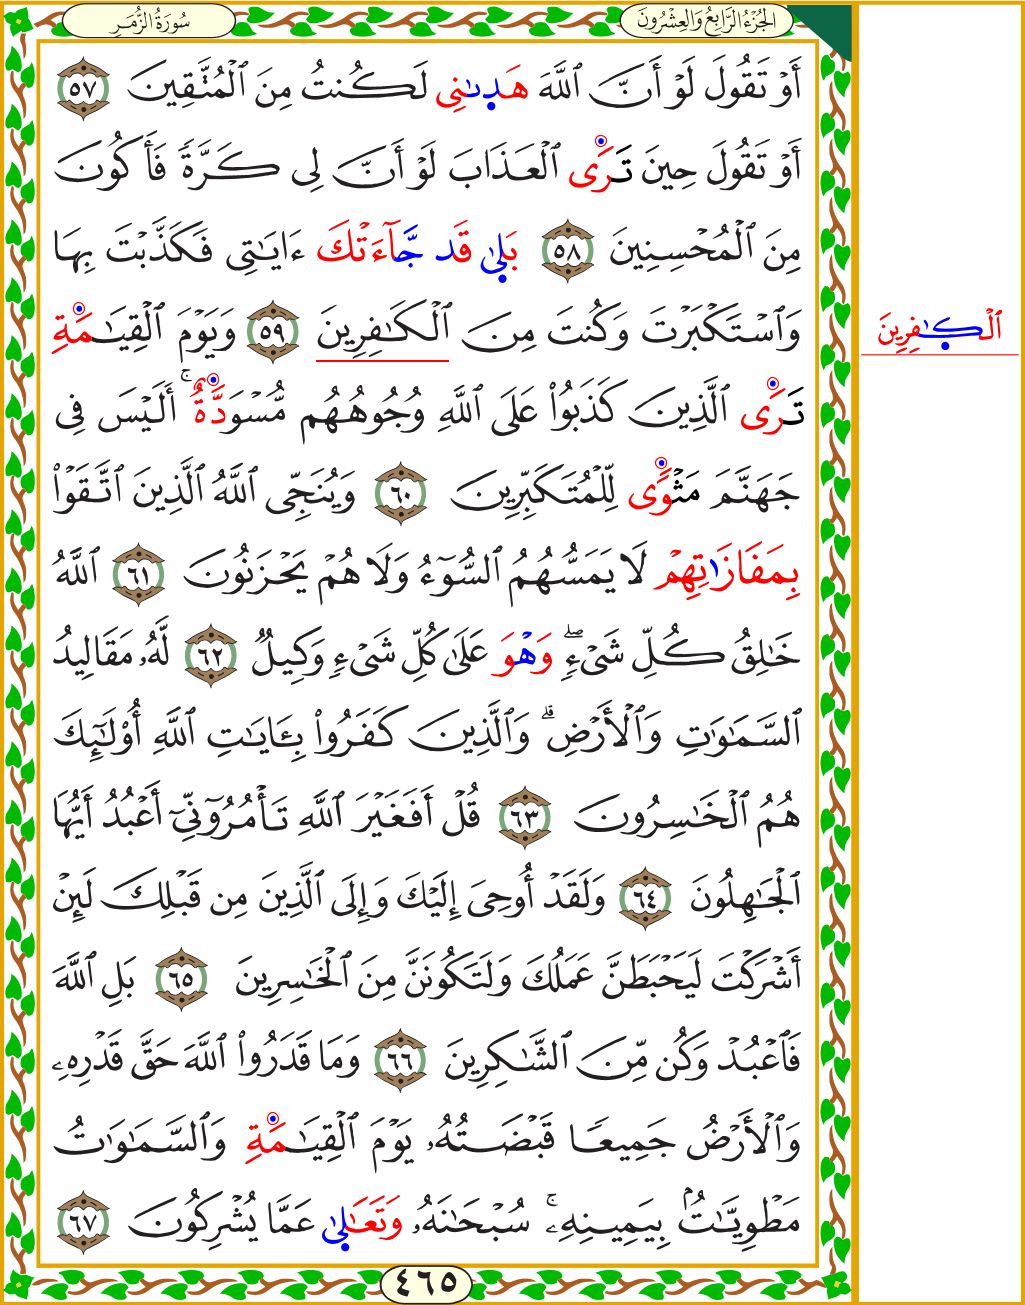 سُورَةُ الزُّمَرِ
الجُزْءُ الرَّابِعُ وَالعِشْرُونَ
أَوْ تَقُولَ لَوْ أَنَّ ٱللَّهَ هَدىٰنِي لَكُنتُ مِنَ ٱلْمُتَّقِينَ ٥٧
أَوْ تَقُولَ حِينَ تَرَى ٱلْعَذَابَ لَوْ أَنَّ لِي كَرَّةً فَأَكُونَ
مِنَ ٱلْمُحْسِنِينَ ٥٨ بَلىٰ قَد جَّآءَتْكَ ءَايَٰتِي فَكَذَّبْتَ بِهَا
وَٱسْتَكْبَرْتَ وَكُنتَ مِنَ ٱلْكَٰفِرِينَ ٥٩ وَيَوْمَ ٱلْقِيَٰمَةِ
ٱلْكٰفِرِينَ
تَرَى ٱلَّذِينَ كَذَبُوا۟ عَلَى ٱللَّهِ وُجُوهُهُم مُّسْوَدَّةٌ ۚ أَلَيْسَ فِي
جَهَنَّمَ مَثْوًى لِّلْمُتَكَبِّرِينَ ٦٠ وَيُنَجِّي ٱللَّهُ ٱلَّذِينَ ٱتَّقَوْا۟
بِمَفَازَاتِهِمْ لَا يَمَسُّهُمُ ٱلسُّوٓءُ وَلَا هُمْ يَحْزَنُونَ ٦١ ٱللَّهُ
خَٰلِقُ كُلِّ شَيْءٍ ۖ وَهْوَ عَلَىٰ كُلِّ شَيْءٍ وَكِيلٌ ٦٢ لَّهُۥ مَقَالِيدُ
ٱلسَّمَٰوَٰتِ وَٱلْأَرْضِ ۗ وَٱلَّذِينَ كَفَرُوا۟ بِـَٔايَٰتِ ٱللَّهِ أُو۟لَٰٓئِكَ
هُمُ ٱلْخَٰسِرُونَ ٦٣ قُلْ أَفَغَيْرَ ٱللَّهِ تَأْمُرُوٓنِّيٓ أَعْبُدُ أَيُّهَا
ٱلْجَٰهِلُونَ ٦٤ وَلَقَدْ أُوحِيَ إِلَيْكَ وَإِلَى ٱلَّذِينَ مِن قَبْلِكَ لَئِنْ
أَشْرَكْتَ لَيَحْبَطَنَّ عَمَلُكَ وَلَتَكُونَنَّ مِنَ ٱلْخَٰسِرِينَ ٦٥ بَلِ ٱللَّهَ
فَٱعْبُدْ وَكُن مِّنَ ٱلشَّٰكِرِينَ ٦٦ وَمَا قَدَرُوا۟ ٱللَّهَ حَقَّ قَدْرِهِۦ
وَٱلْأَرْضُ جَمِيعًا قَبْضَتُهُۥ يَوْمَ ٱلْقِيَٰمَةِ وَٱلسَّمَٰوَٰتُ
مَطْوِيَّٰتٌۢ بِيَمِينِهِۦ ۚ سُبْحَٰنَهُۥ وَتَعَٰلىٰ عَمَّا يُشْرِكُونَ ٦٧
٤٦٥